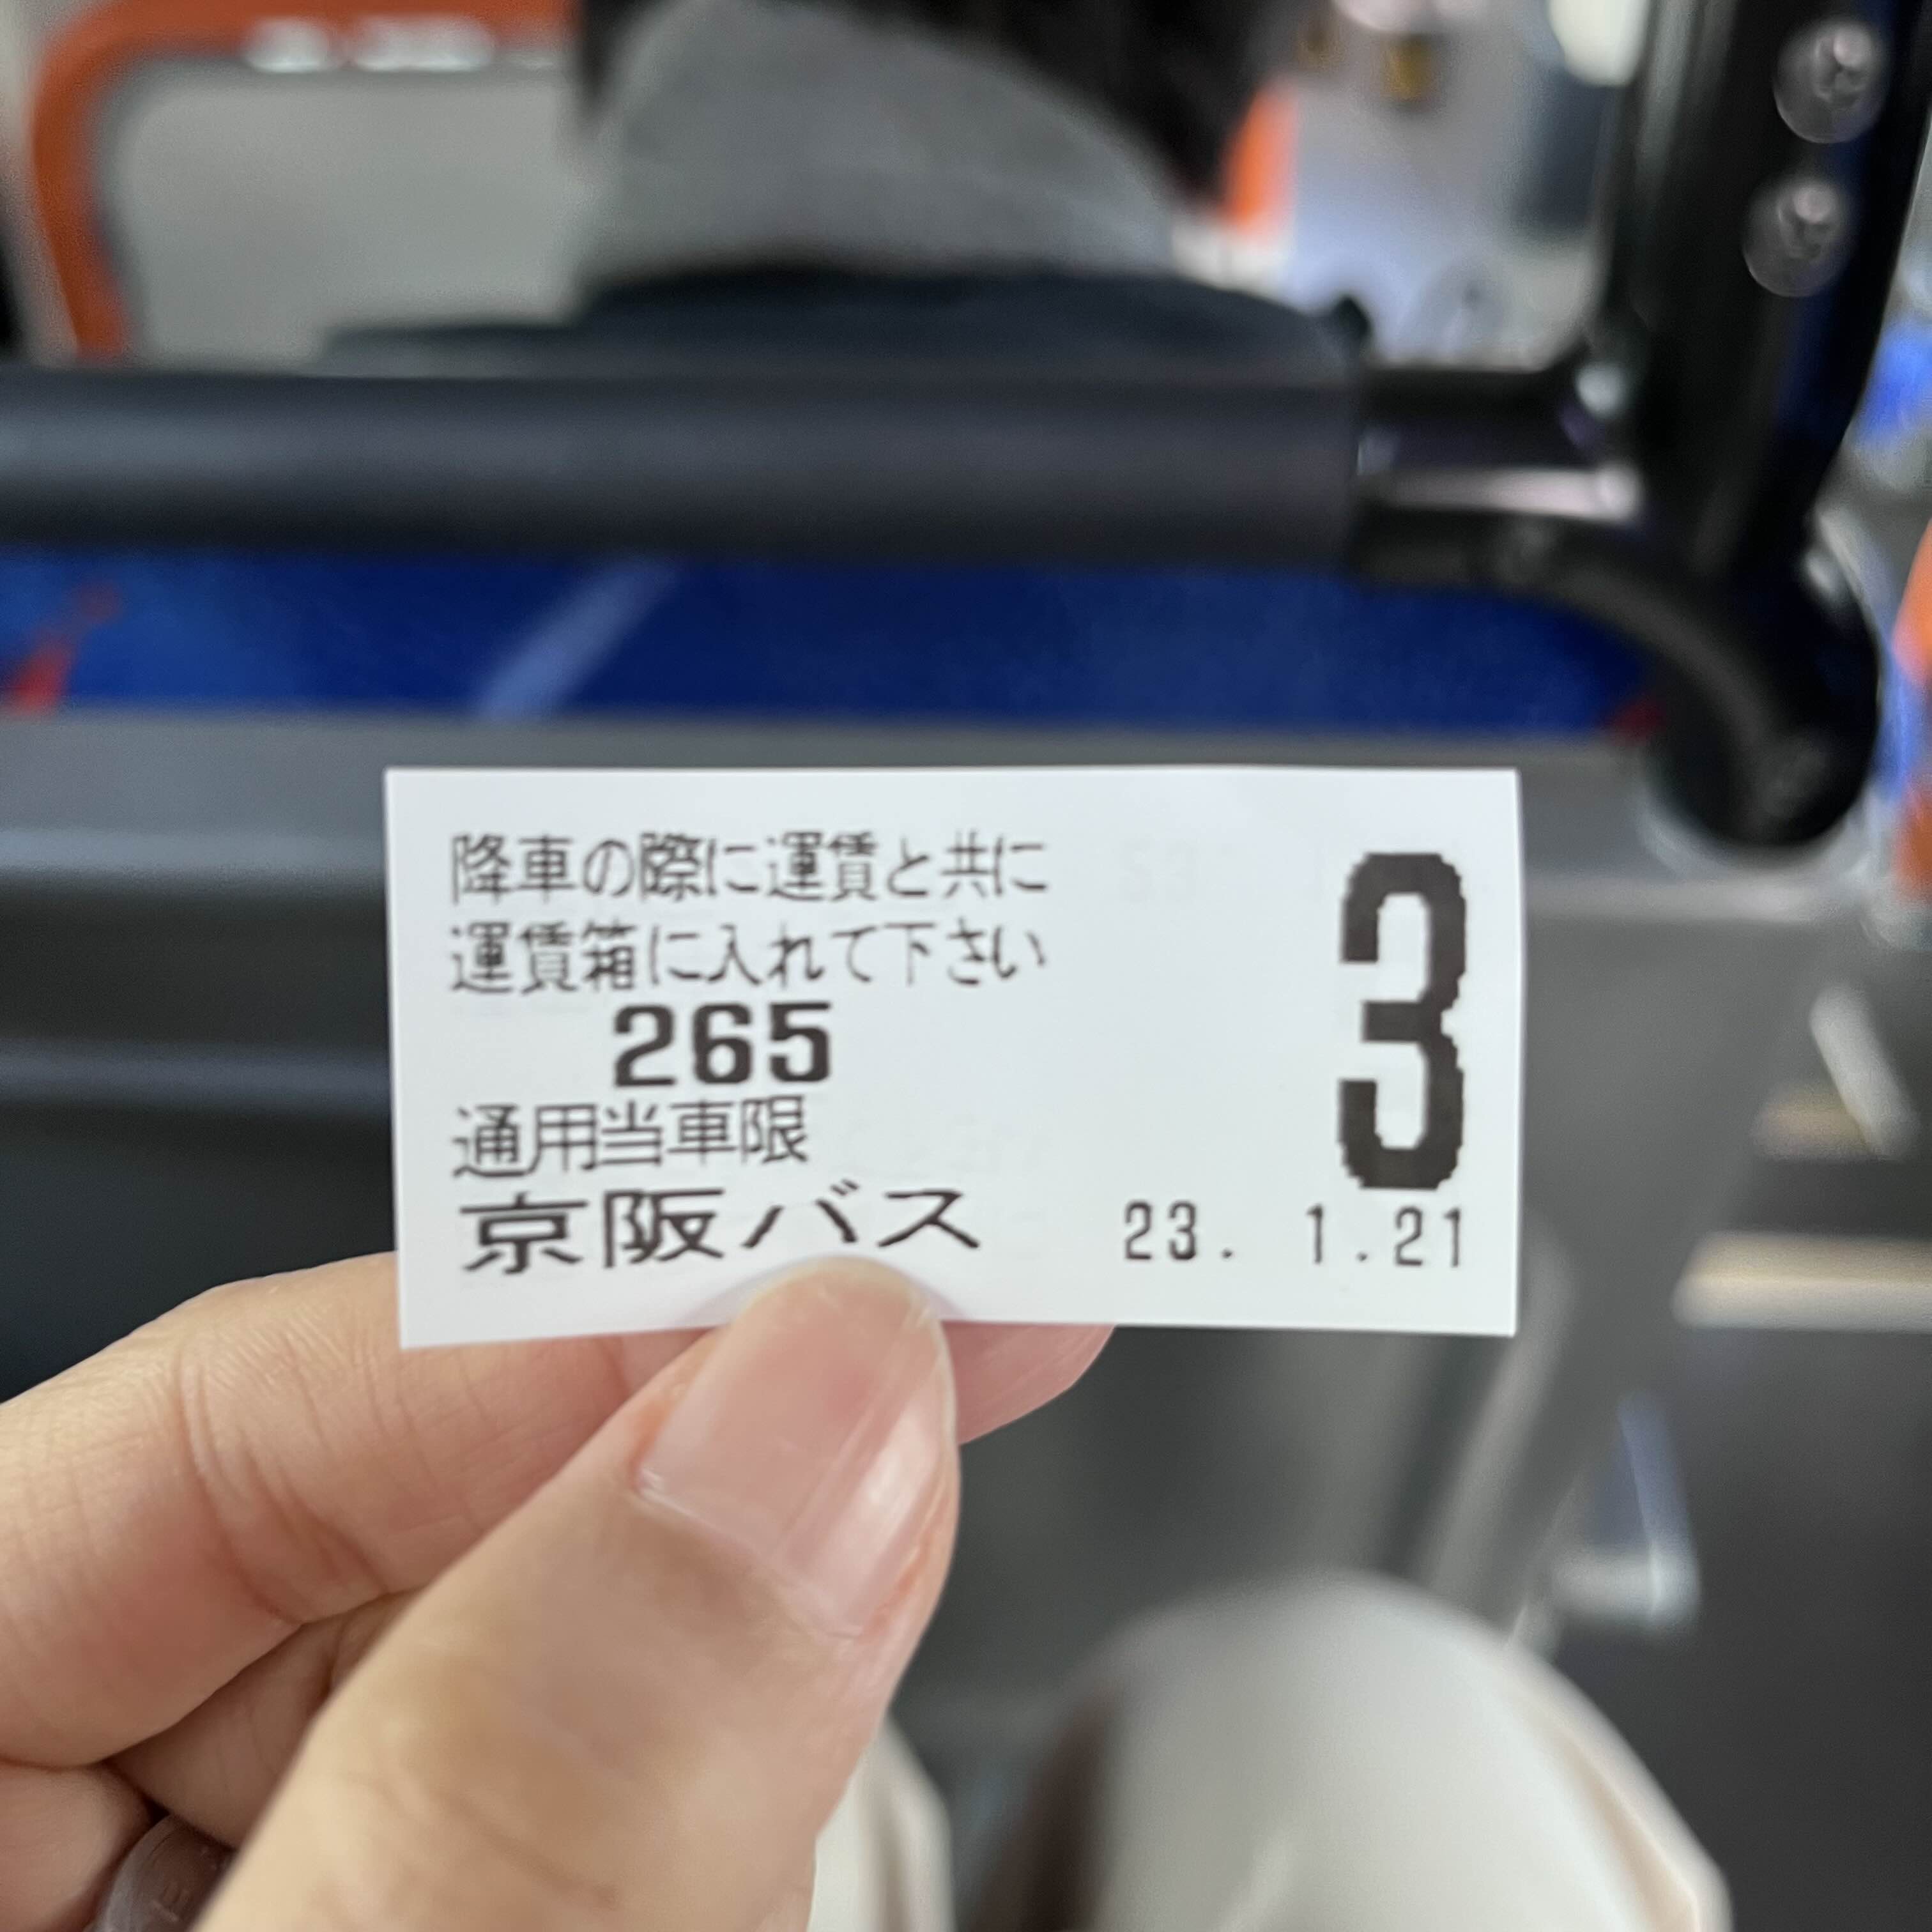 降車の際に運賃と共に
運賃箱に入れて下さい
265
通用当車限
京阪バス
3
23. 1.21